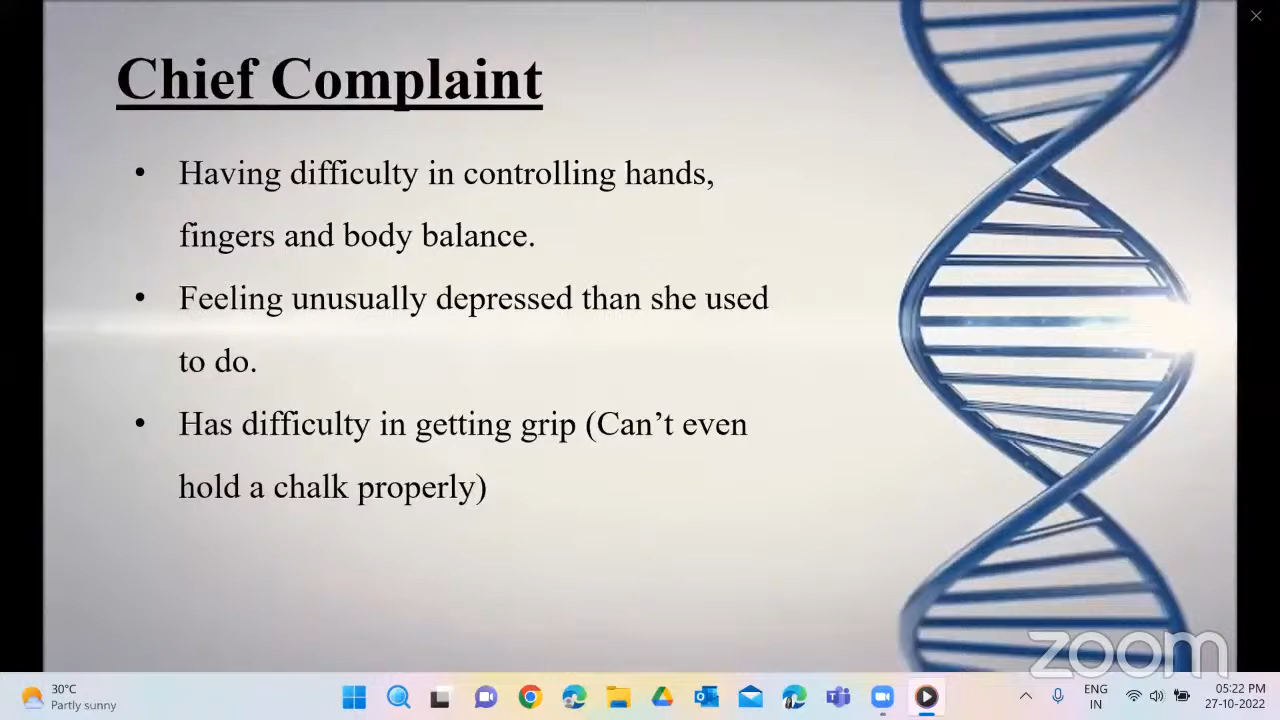 Chief Complaint
• Having difficulty in controlling hands,
fingers and body balance.
• Feeling unusually depressed than she used
to do.
• Has difficulty in getting grip (Can’t even
hold a chalk properly)
zoom
30°C
Partly sunny
ENG
IN
05:22 PM
27-10-2022